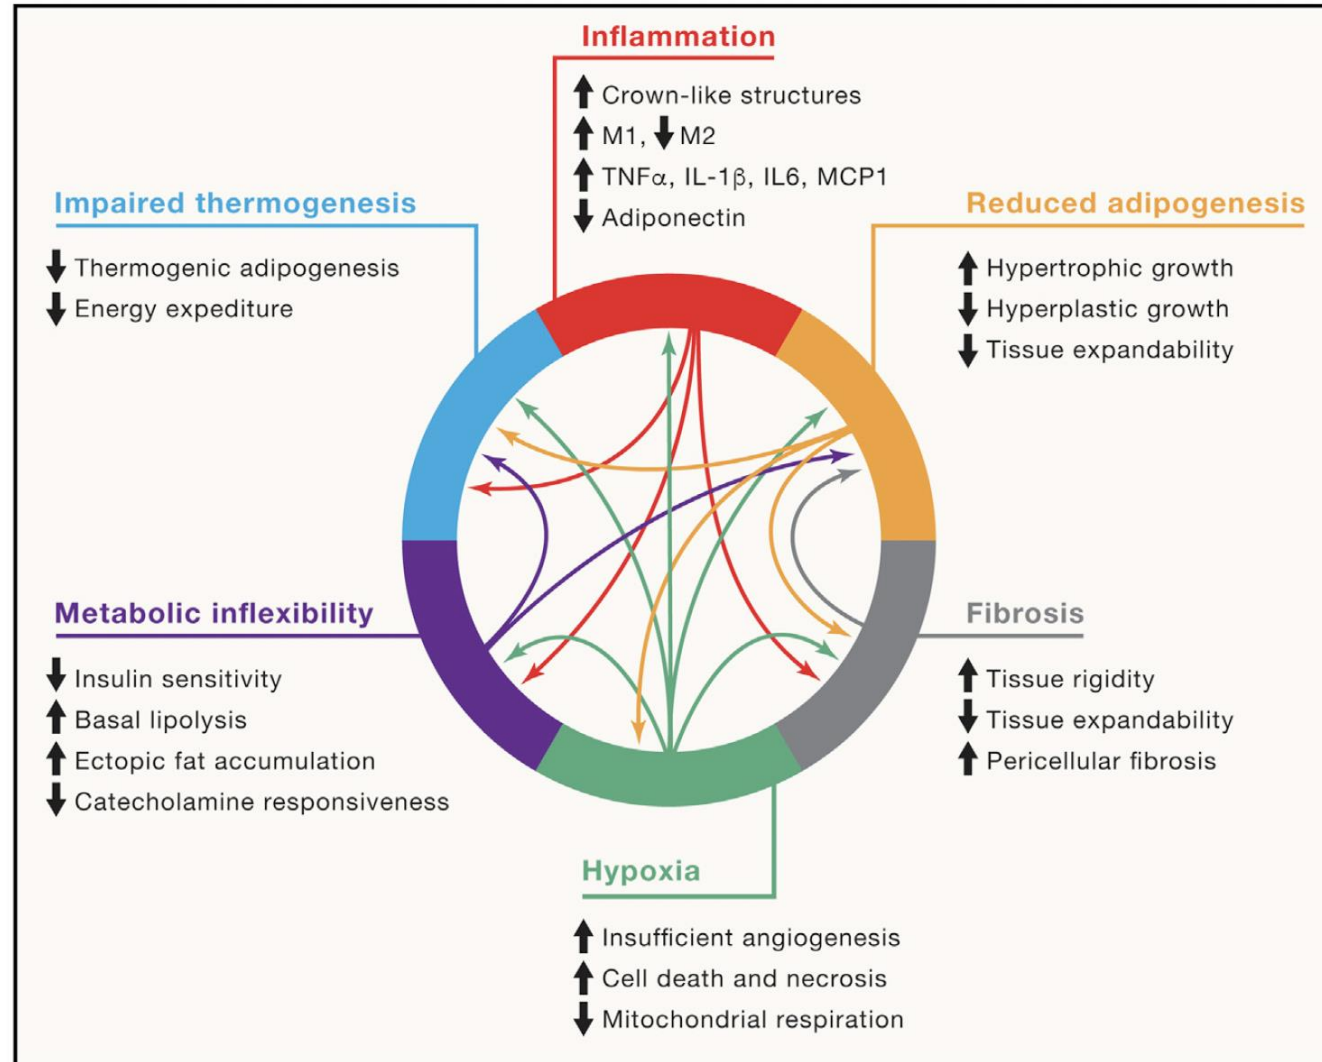 Inflammation
Crown-like structures
M1, M2
TNFα, IL-1β, IL6, MCP1
Adiponectin
Impaired thermogenesis
Thermogenic adipogenesis
Energy expediture
Reduced adipogenesis
Hypertrophic growth
Hyperplastic growth
Tissue expandability
Metabolic inflexibility
Insulin sensitivity
Basal lipolysis
Ectopic fat accumulation
Catecholamine responsiveness
Fibrosis
Tissue rigidity
Tissue expandability
Pericellular fibrosis
Hypoxia
Insufficient angiogenesis
Cell death and necrosis
Mitochondrial respiration